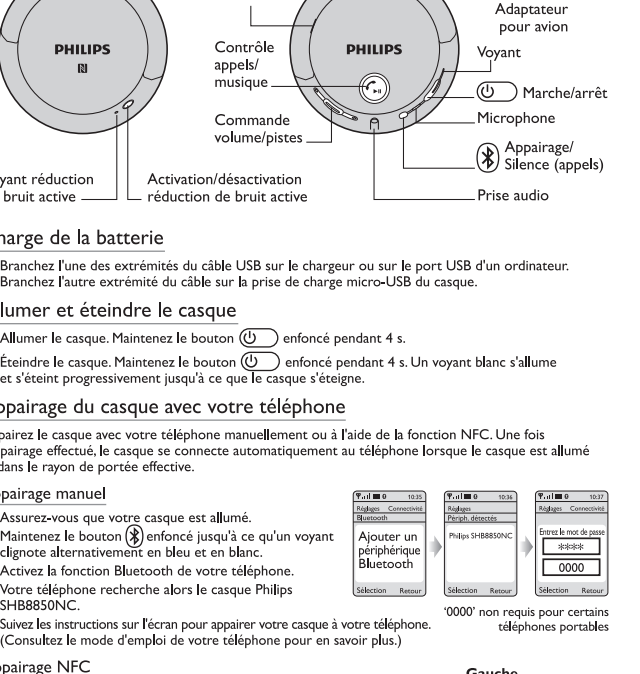 Adaptateur
pour avion
PHILIPS
PHILIPS
Contrôle
appels/
musique
Voyant
Marche/arrêt
Commande
volume/pistes
Microphone
Appairage/
Silence (appels)
yant réduction
bruit active
Activation/désactivation
réduction de bruit active
Prise audio
harge de la batterie
Branchez l'une des extrémités du câble USB sur le chargeur ou sur le port USB d'un ordinateur.
Branchez l'autre extrémité du câble sur la prise de charge micro-USB du casque.
lumer et éteindre le casque
Allumer le casque. Maintenez le bouton enfoncé pendant 4 s.
Éteindre le casque. Maintenez le bouton enfoncé pendant 4 s. Un voyant blanc s'allume
et s'éteint progressivement jusqu'à ce que le casque s'éteigne.
ppairage du casque avec votre téléphone
pairez le casque avec votre téléphone manuellement ou à l'aide de la fonction NFC. Une fois
pairage effectué, le casque se connecte automatiquement au téléphone lorsque le casque est allumé
dans le rayon de portée effective.
pairage manuel
Assurez-vous que votre casque est allumé.
Maintenez le bouton enfoncé jusqu'à ce qu'un voyant
clignote alternativement en bleu et en blanc.
Activez la fonction Bluetooth de votre téléphone.
Votre téléphone recherche alors le casque Philips
SHB8850NC.
Suivez les instructions sur l'écran pour appairer votre casque à votre téléphone.
(Consultez le mode d'emploi de votre téléphone pour en savoir plus.)
10:35
Réglages Connectivité
Bluetooth
Ajouter un
périphérique
Bluetooth
Sélection Retour
10:36
Réglages
Périph. détectés
Philips SHB8850NC
Sélection Retour
10:37
Réglages Connectivité
Entrez le mot de passe
****
0000
Sélection Retour
'0000' non requis pour certains
téléphones portables
pairage NFC
Gauche